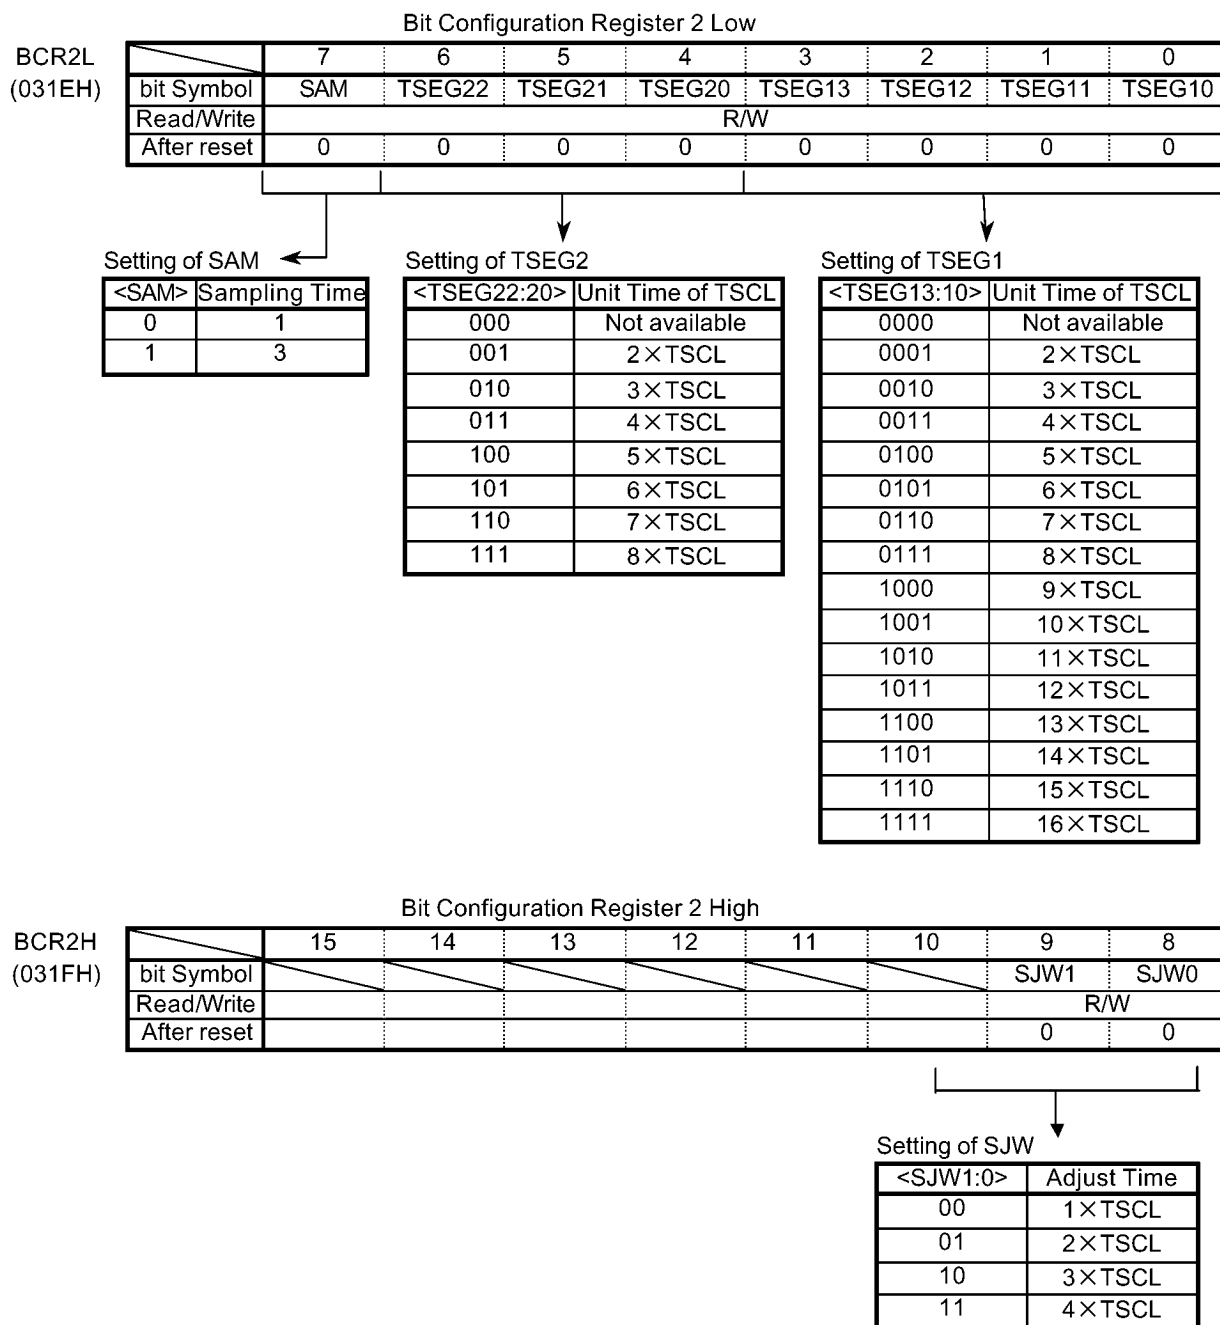 Bit Configuration Register 2 Low
BCR2L 7 6 5 4 3 2 1 0
(031EH) bit Symbol SAM TSEG22 TSEG21 TSEG20 TSEG13 TSEG12 TSEG11 TSEG10
Read/Write R/W
After reset 0 0 0 0 0 0 0 0
Setting of SAM
<SAM> Sampling Time
0 1
1 3
Setting of TSEG2
<TSEG22:20> Unit Time of TSCL
000 Not available
001 2×TSCL
010 3×TSCL
011 4×TSCL
100 5×TSCL
101 6×TSCL
110 7×TSCL
111 8×TSCL
Setting of TSEG1
<TSEG13:10> Unit Time of TSCL
0000 Not available
0001 2×TSCL
0010 3×TSCL
0011 4×TSCL
0100 5×TSCL
0101 6×TSCL
0110 7×TSCL
0111 8×TSCL
1000 9×TSCL
1001 10×TSCL
1010 11×TSCL
1011 12×TSCL
1100 13×TSCL
1101 14×TSCL
1110 15×TSCL
1111 16×TSCL
Bit Configuration Register 2 High
BCR2H 15 14 13 12 11 10 9 8
(031FH) bit Symbol SJW1 SJW0
Read/Write R/W
After reset 0 0
Setting of SJW
<SJW1:0> Adjust Time
00 1×TSCL
01 2×TSCL
10 3×TSCL
11 4×TSCL